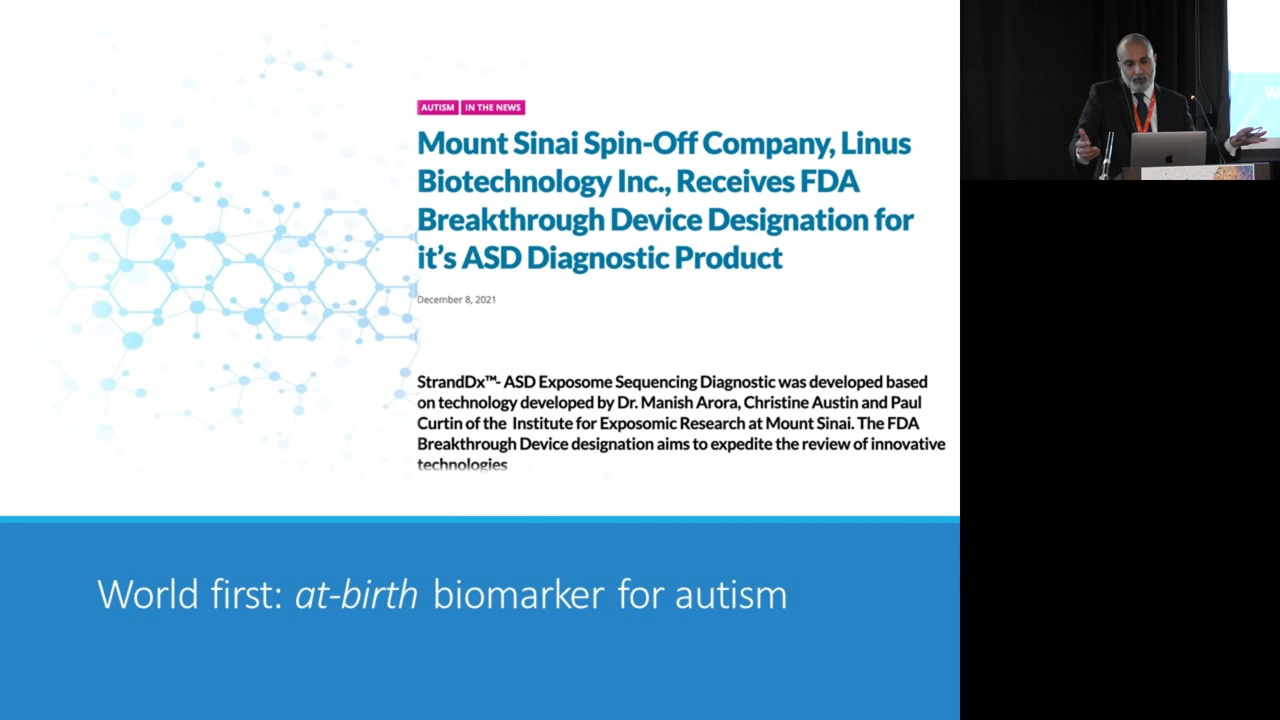 AUTISM IN THE NEWS
Mount Sinai Spin-Off Company, Linus
Biotechnology Inc., Receives FDA
Breakthrough Device Designation for
it’s ASD Diagnostic Product
December 8, 2021
StrandDx™- ASD Exposome Sequencing Diagnostic was developed based
on technology developed by Dr. Manish Arora, Christine Austin and Paul
Curtin of the Institute for Exposomic Research at Mount Sinai. The FDA
Breakthrough Device designation aims to expedite the review of innovative
technologies
World first: at-birth biomarker for autism